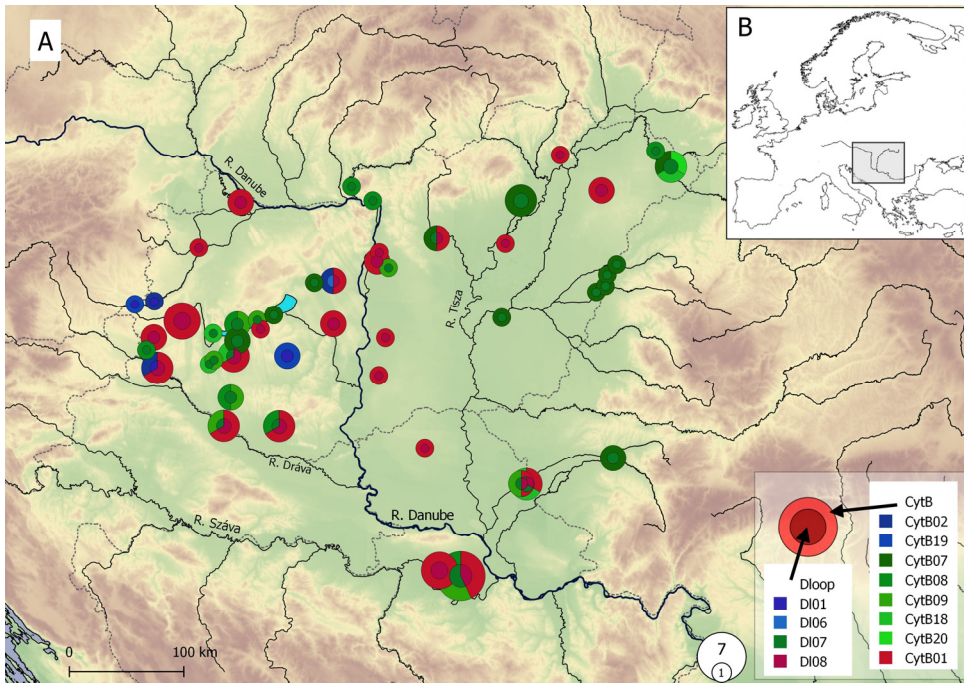 A
B
R. Danube
R. Tisza
R. Dráva
R. Danube
R. Száva
0 100 km
7
1
CytB
CytB02
CytB19
CytB07
CytB08
CytB09
CytB18
CytB20
CytB01
Dloop
Dl01
Dl06
Dl07
Dl08